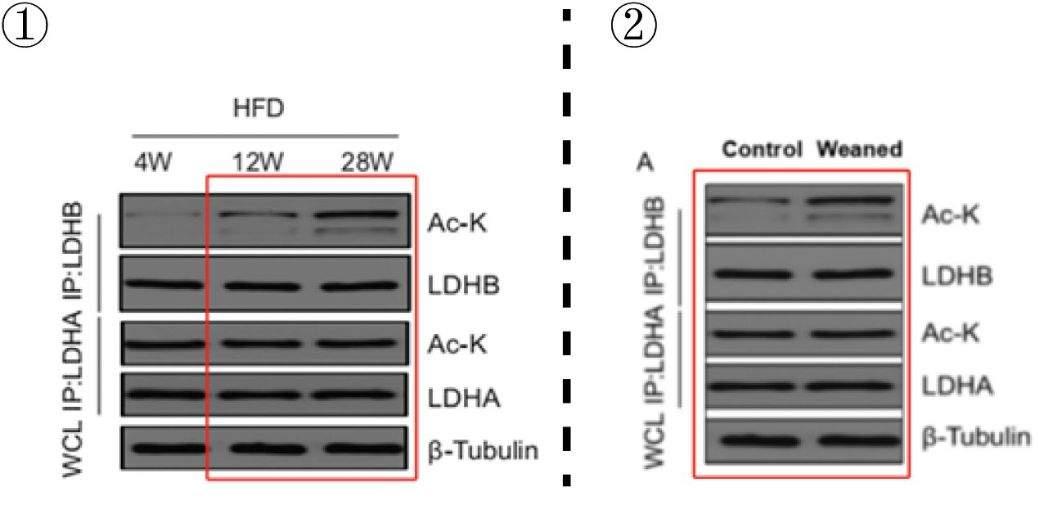 ①
HFD
4W 12W 28W
IP:LDHB
Ac-K
LDHB
IP:LDHA
Ac-K
LDHA
WCL
β-Tubulin
②
A
Control Weaned
IP:LDHB
Ac-K
LDHB
IP:LDHA
Ac-K
LDHA
WCL
β-Tubulin